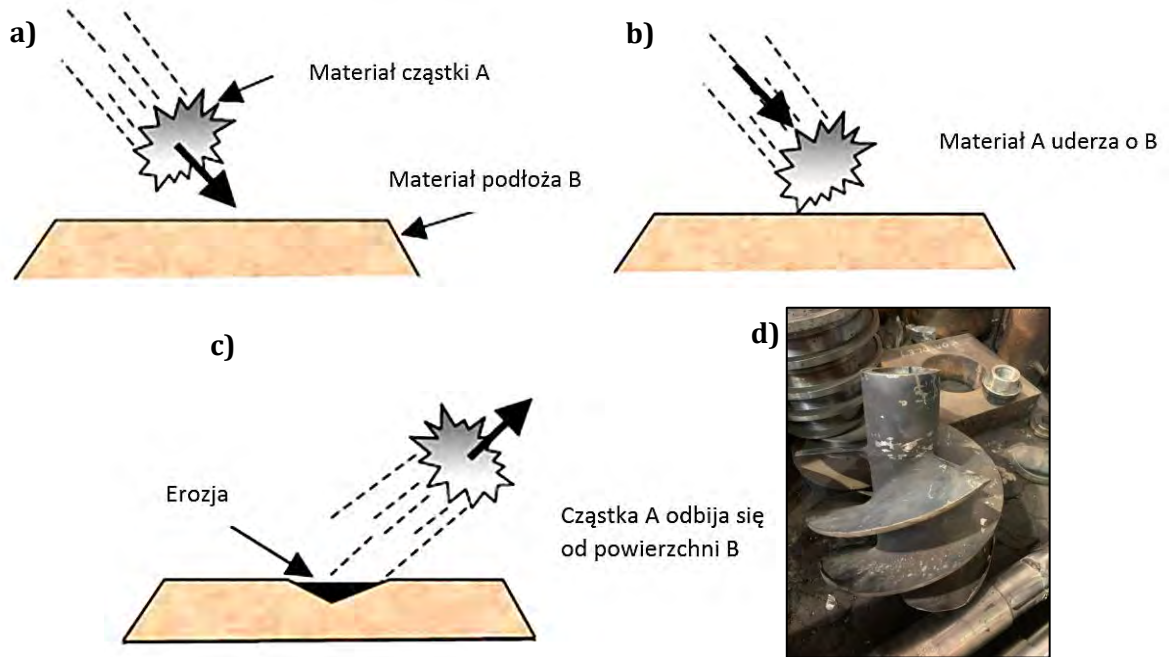 a)
Materiał cząstki A
Materiał podłoża B
b)
Materiał A uderza o B
c)
Erozja
Cząstka A odbija się
od powierzchni B
d)